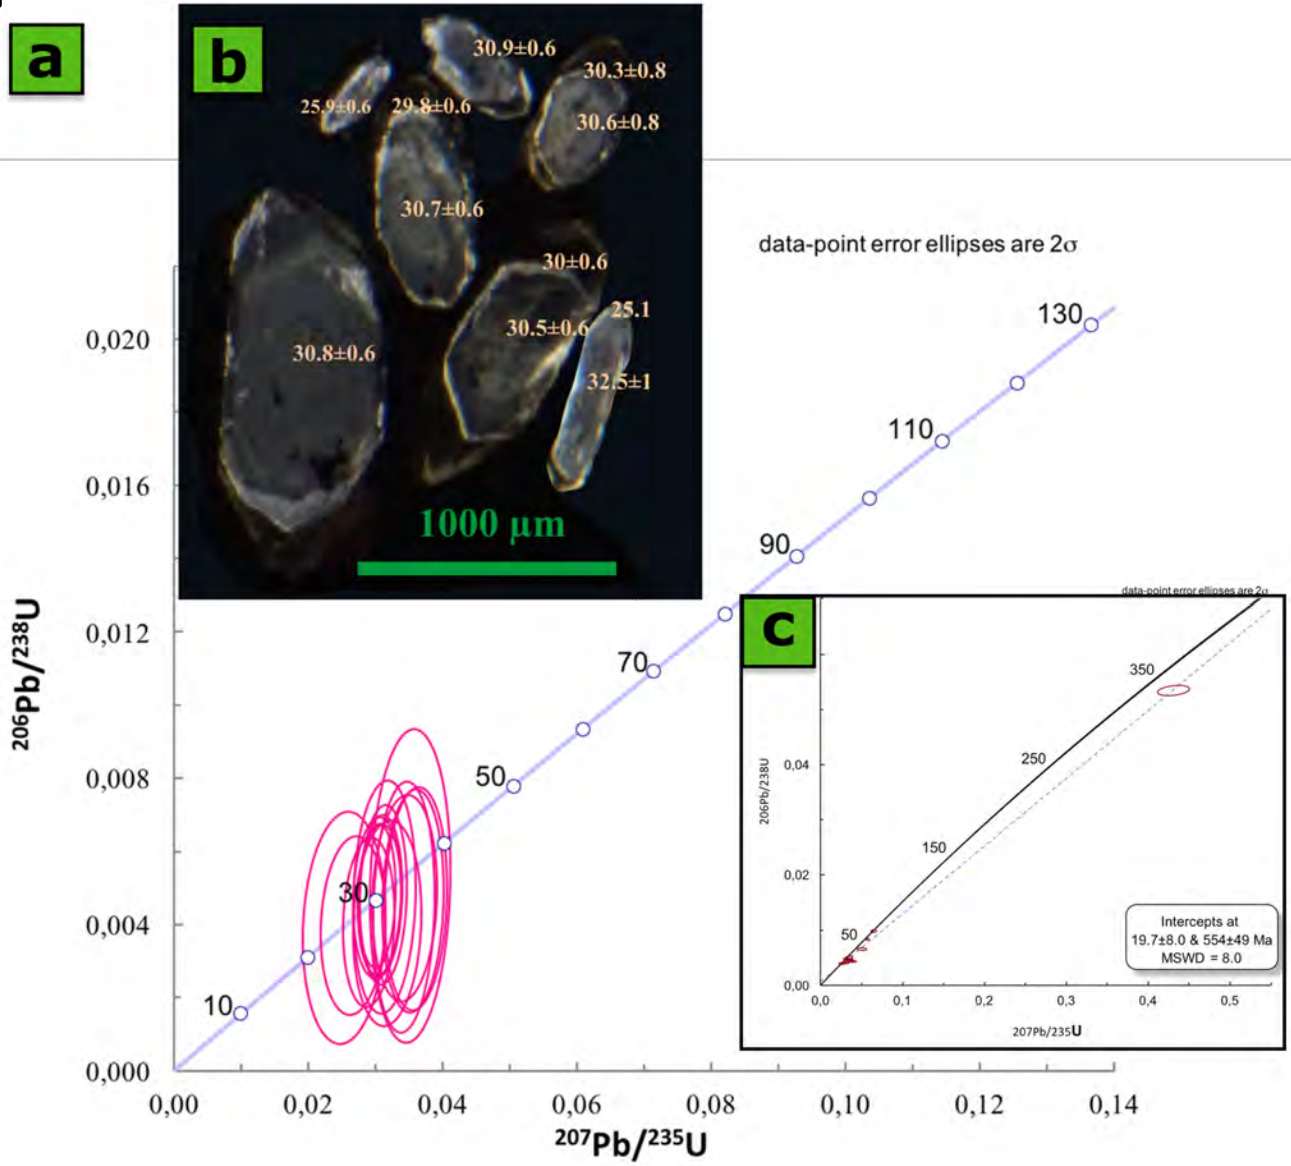 a
b
30.9±0.6
30.3±0.8
25.9±0.6
29.8±0.6
30.6±0.8
30.7±0.6
30±0.6
25.1
30.5±0.6
30.8±0.6
32.5±1
1000 µm
data-point error ellipses are 2σ
130
110
90
70
50
30
10
0,020
0,016
0,012
0,008
0,004
0,000
206Pb/238U
0,00 0,02 0,04 0,06 0,08 0,10 0,12 0,14
207Pb/235U
c
data-point error ellipses are 2σ
350
250
150
50
0,04
0,02
0,00
206Pb/238U
Intercepts at
19.7±8.0 & 554±49 Ma
MSWD = 8.0
0,0 0,1 0,2 0,3 0,4 0,5
207Pb/235U